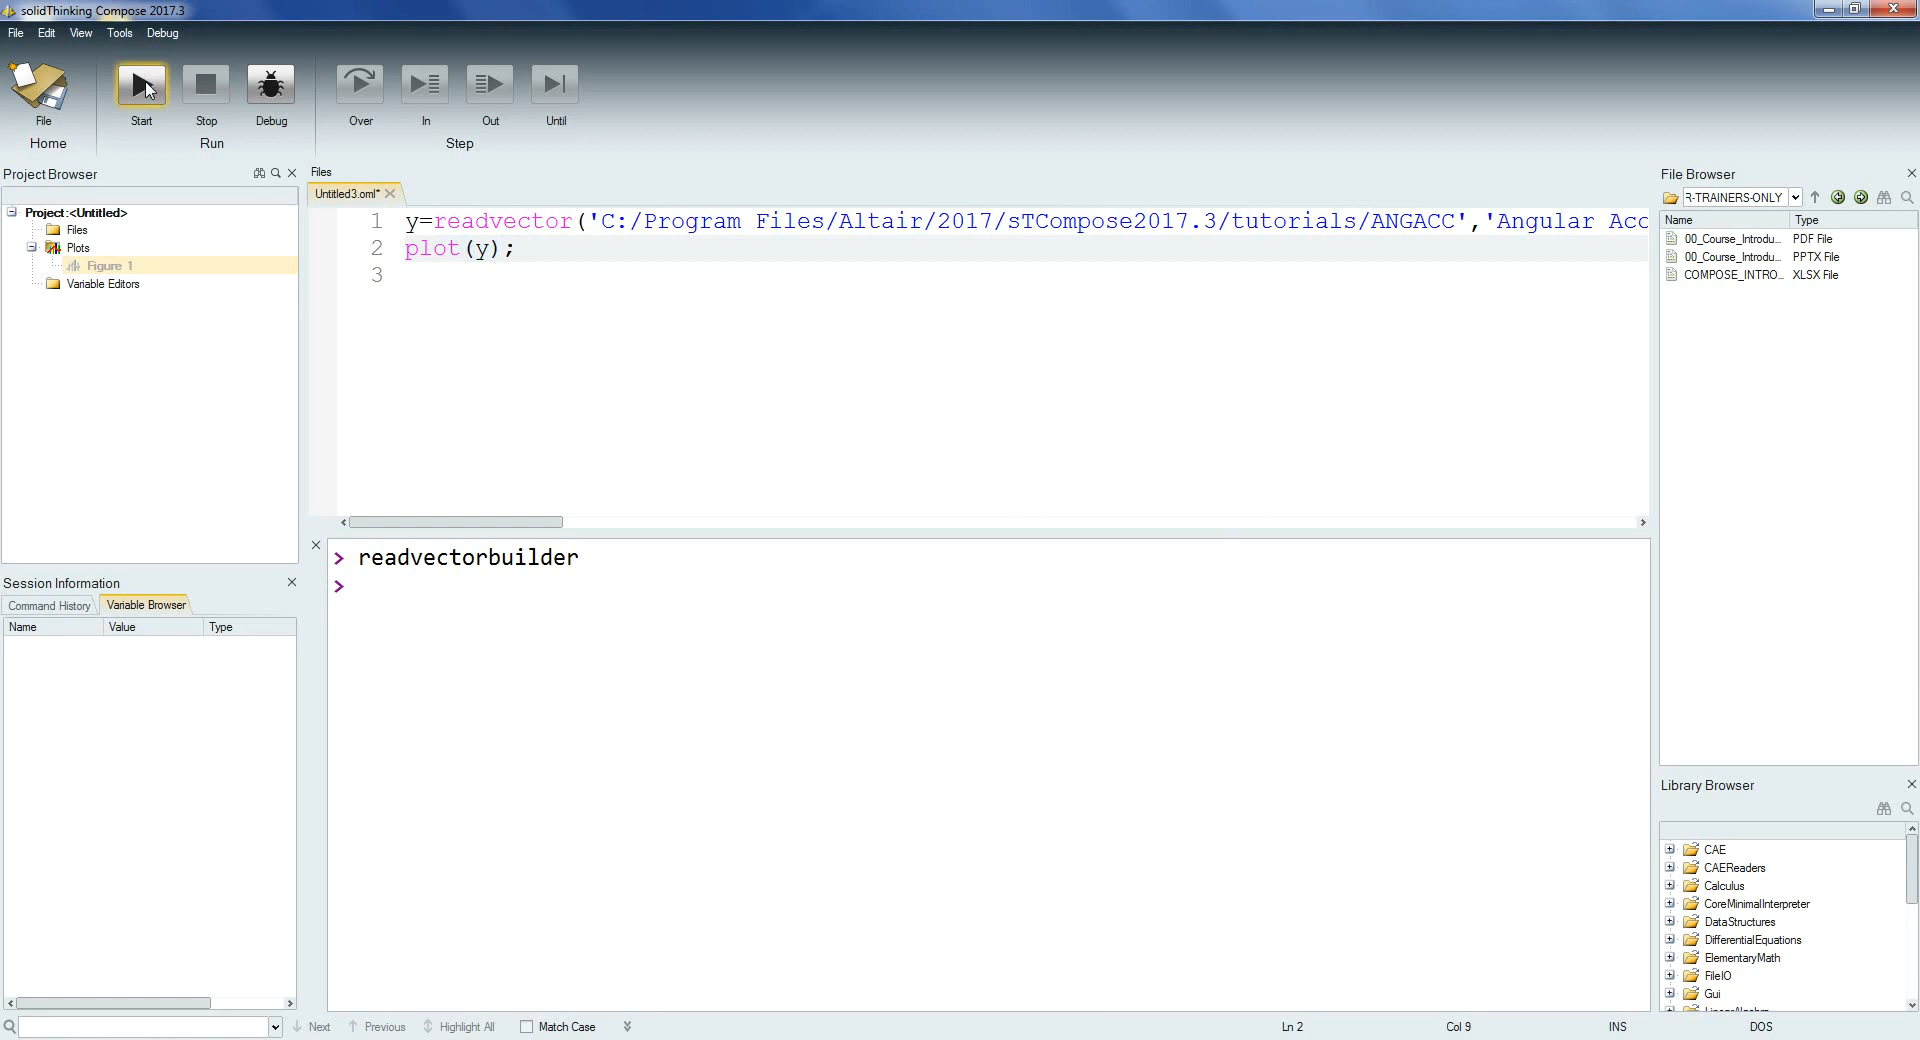 solidThinking Compose 2017.3
File Edit View Tools Debug
File Start Stop Debug Over In Out Until
Home Run Step
Project Browser
Project:<Untitled>
Files
Plots
Figure 1
Variable Editors
Files
Untitled3.oml*
1 y=readvector('C:/Program Files/Altair/2017/sTCompose2017.3/tutorials/ANGACC','Angular Acc
2 plot(y);
3
> readvectorbuilder
>
Session Information
Command History Variable Browser
Name Value Type
File Browser
R-TRAINERS-ONLY
Name Type
00_Course_Introdu... PDF File
00_Course_Introdu... PPTX File
COMPOSE_INTRO... XLSX File
Library Browser
CAE
CAEReaders
Calculus
CoreMinimalInterpreter
DataStructures
DifferentialEquations
ElementaryMath
FileIO
Gui
LinearAlgebra
Next Previous Highlight All Match Case Ln 2 Col 9 INS DOS